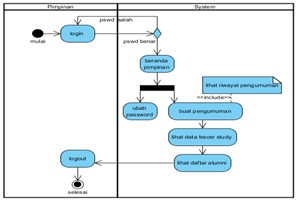 Pimpinan
System
pswd salah
login
mulai
pswd benar
beranda
pimpinan
lihat riwayat pengumuman
<<include>>
ubah
password
buat pengumuman
lihat data tracer study
logout
lihat daftar alumni
selesai